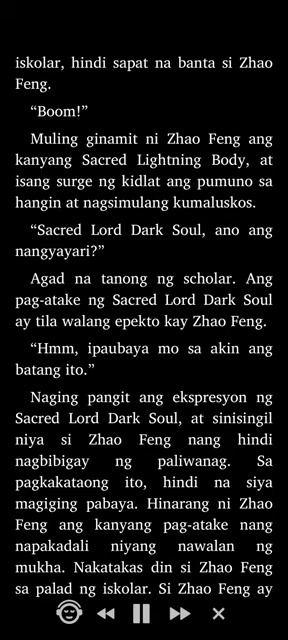 iskolar, hindi sapat na banta si Zhao
Feng.
“Boom!”
Muling ginamit ni Zhao Feng ang
kanyang Sacred Lightning Body, at
isang surge ng kidlat ang pumuno sa
hangin at nagsimulang kumaluskos.
“Sacred Lord Dark Soul, ano ang
nangyayari?”
Agad na tanong ng scholar. Ang
pag-atake ng Sacred Lord Dark Soul
ay tila walang epekto kay Zhao Feng.
“Hmm, ipaubaya mo sa akin ang
batang ito.”
Naging pangit ang ekspresyon ng
Sacred Lord Dark Soul, at sinisingil
niya si Zhao Feng nang hindi
nagbibigay ng paliwanag. Sa
pagkakataong ito, hindi na siya
magiging pabaya. Hinarang ni Zhao
Feng ang kanyang pag-atake nang
napakadali niyang nawalan ng
mukha. Nakatakas din si Zhao Feng
sa palad ng iskolar. Si Zhao Feng ay